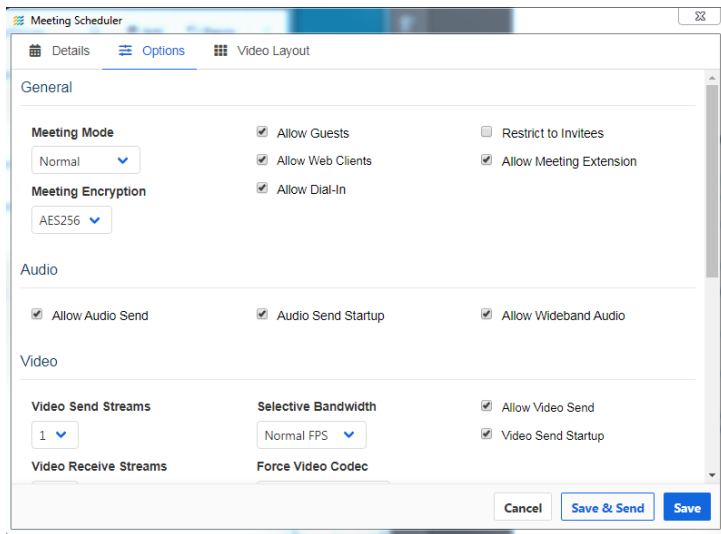 Meeting Scheduler
Details Options Video Layout
General
Meeting Mode Allow Guests Restrict to Invitees
Normal Allow Web Clients Allow Meeting Extension
Meeting Encryption Allow Dial-In
AES256
Audio
Allow Audio Send Audio Send Startup Allow Wideband Audio
Video
Video Send Streams Selective Bandwidth Allow Video Send
1 Normal FPS Video Send Startup
Video Receive Streams Force Video Codec
Cancel Save & Send Save